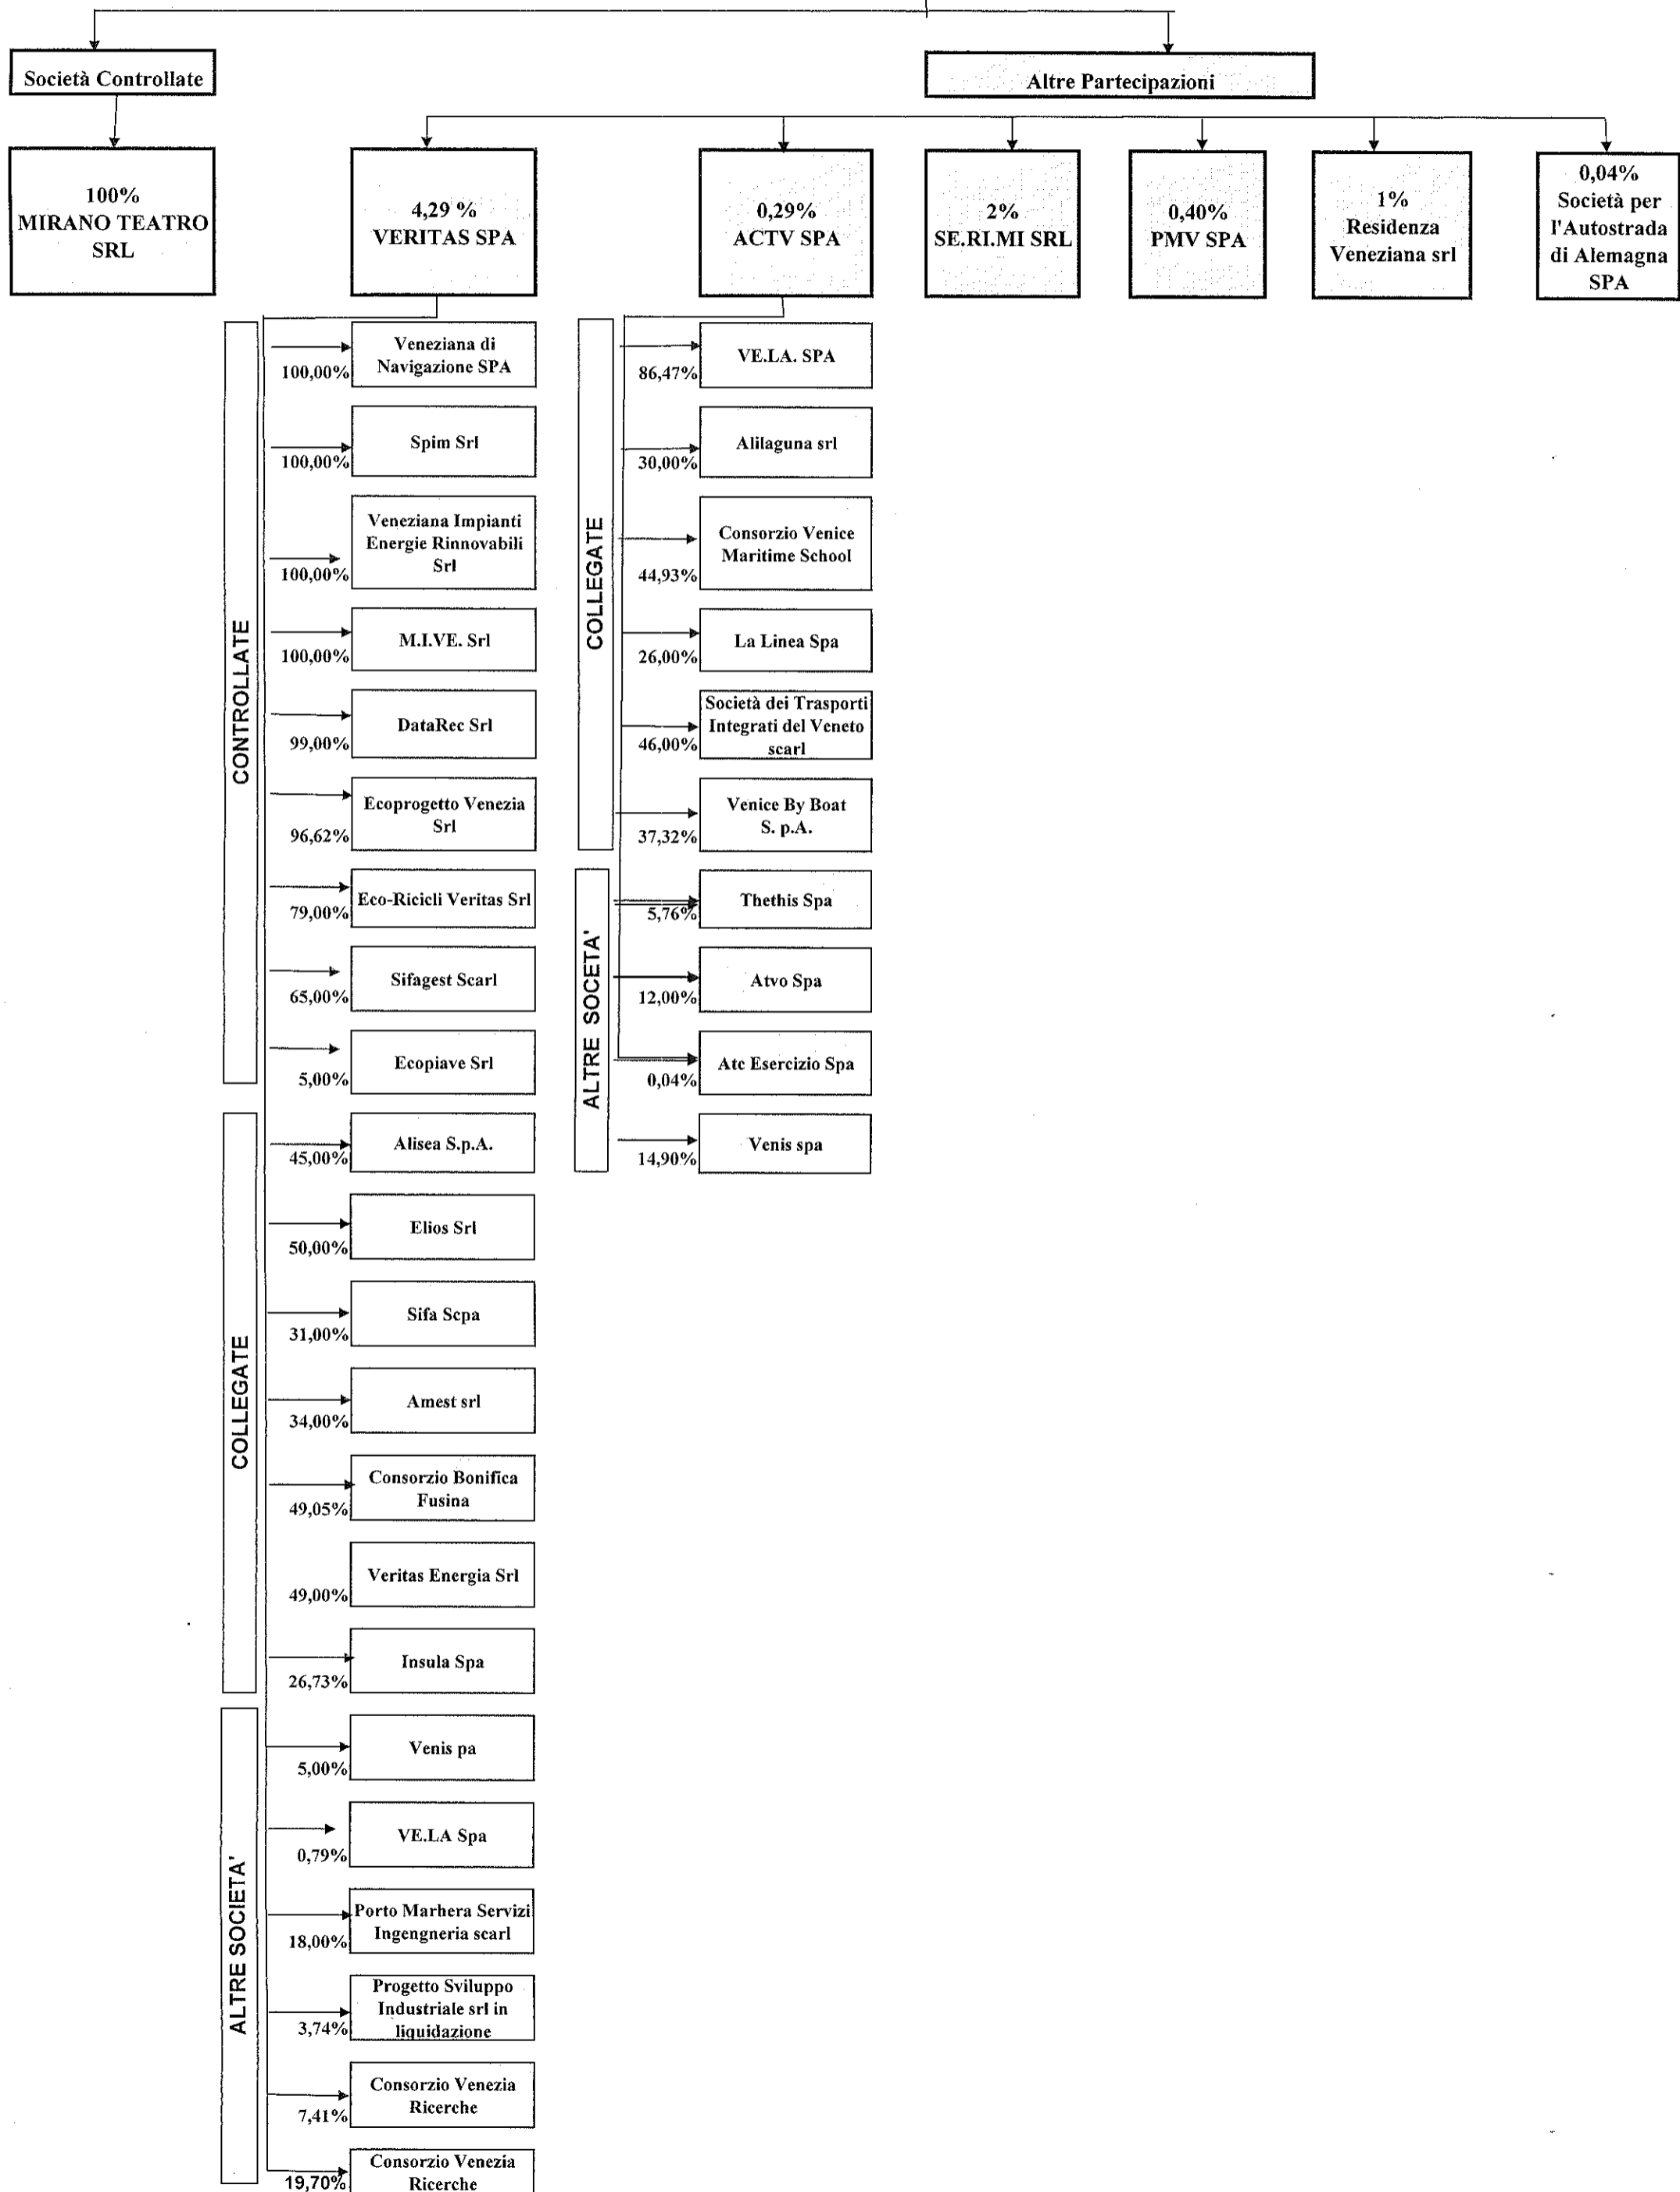 Società Controllate
Altre Partecipazioni
100%
MIRANO TEATRO
SRL
4,29 %
VERITAS SPA
0,29%
ACTV SPA
2%
SE.RI.MI SRL
0,40%
PMV SPA
1%
Residenza
Veneziana srl
0,04%
Società per
l'Autostrada
di Alemagna
SPA
CONTROLLATE
100,00%
Veneziana di
Navigazione SPA
100,00%
Spim Srl
100,00%
Veneziana Impianti
Energie Rinnovabili
Srl
100,00%
M.I.VE. Srl
99,00%
DataRec Srl
96,62%
Ecoprogetto Venezia
Srl
79,00%
Eco-Ricicli Veritas Srl
65,00%
Sifagest Scarl
5,00%
Ecopiave Srl
COLLEGATE
45,00%
Alisea S.p.A.
50,00%
Elios Srl
31,00%
Sifa Scpa
34,00%
Amest srl
49,05%
Consorzio Bonifica
Fusina
49,00%
Veritas Energia Srl
26,73%
Insula Spa
ALTRE SOCIETA'
5,00%
Venis pa
0,79%
VE.LA Spa
18,00%
Porto Marhera Servizi
Ingengneria scarl
3,74%
Progetto Sviluppo
Industriale srl in
liquidazione
7,41%
Consorzio Venezia
Ricerche
19,70%
Consorzio Venezia
Ricerche
COLLEGATE
86,47%
VE.LA. SPA
30,00%
Alilaguna srl
44,93%
Consorzio Venice
Maritime School
26,00%
La Linea Spa
46,00%
Società dei Trasporti
Integrati del Veneto
scarl
37,32%
Venice By Boat
S. p.A.
ALTRE SOCETA'
5,76%
Thethis Spa
12,00%
Atvo Spa
0,04%
Atc Esercizio Spa
14,90%
Venis spa